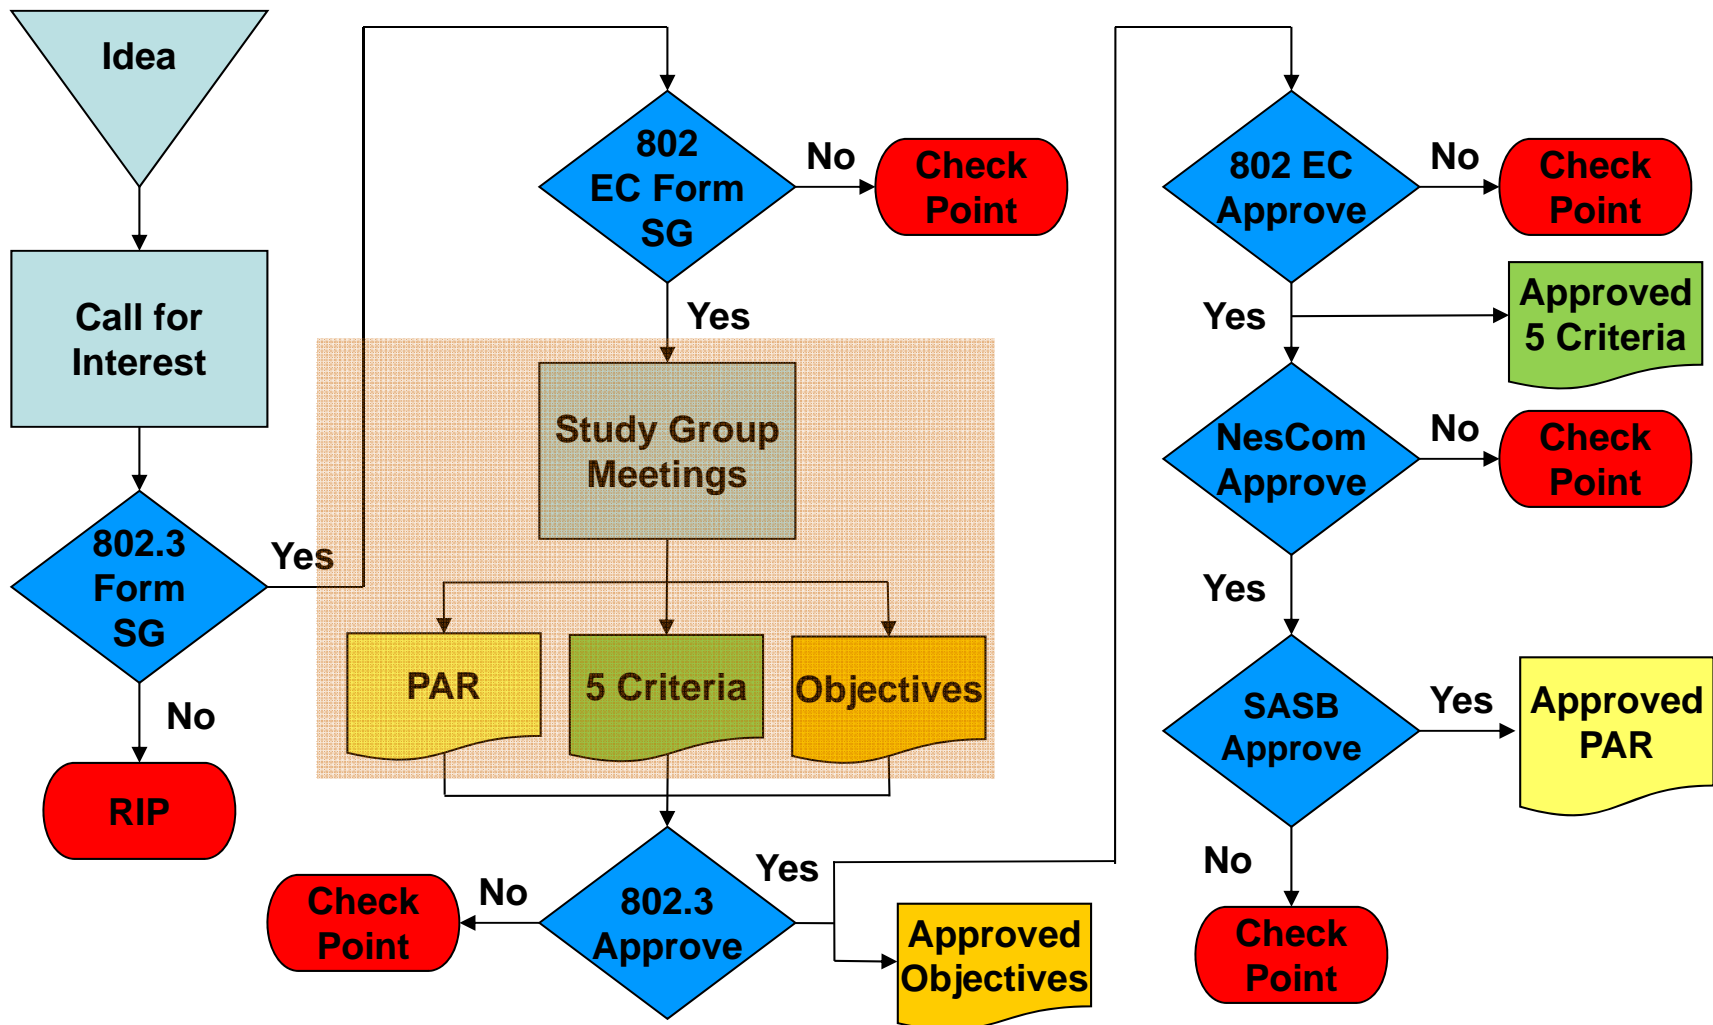 Idea
Call for
Interest
802.3
Form
SG
Yes
No
RIP
802
EC Form
SG
No
Check
Point
Yes
Study Group
Meetings
PAR
5 Criteria
Objectives
802.3
Approve
No
Check
Point
Yes
Approved
Objectives
802 EC
Approve
No
Check
Point
Yes
Approved
5 Criteria
NesCom
Approve
No
Check
Point
Yes
SASB
Approve
Yes
Approved
PAR
No
Check
Point